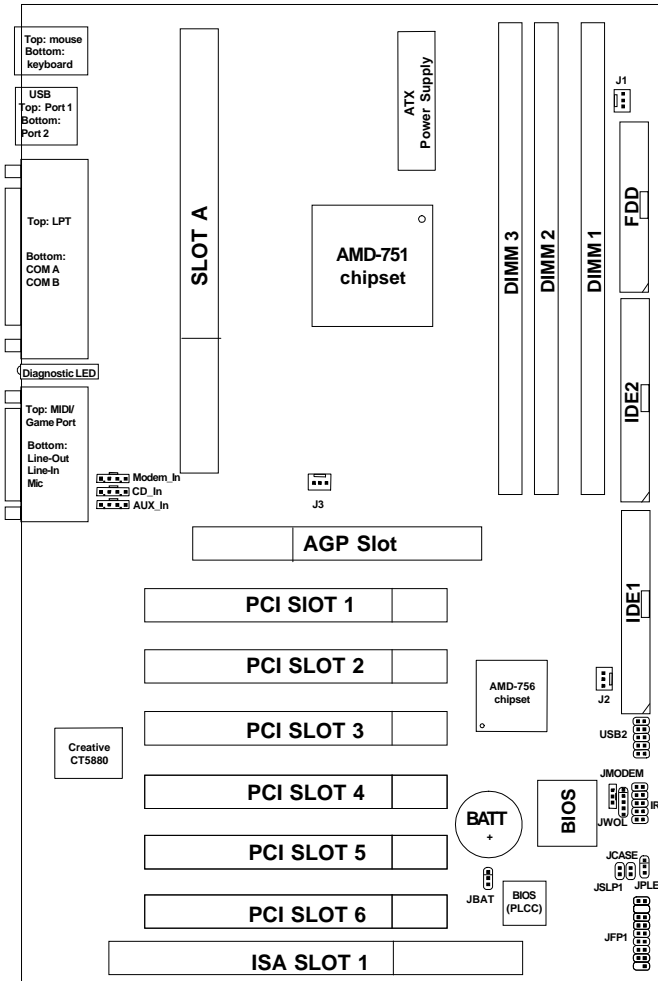 Top: mouse
Bottom:
keyboard
USB
Top: Port 1
Bottom:
Port 2
Top: LPT
Bottom:
COM A
COM B
Diagnostic LED
Top: MIDI/
Game Port
Bottom:
Line-Out
Line-In
Mic
Modem_In
CD_In
AUX_In
SLOT A
ATX
Power Supply
AMD-751
chipset
DIMM 3
DIMM 2
DIMM 1
J1
FDD
IDE2
IDE1
J3
AGP Slot
PCI SlOT 1
PCI SLOT 2
PCI SLOT 3
PCI SLOT 4
PCI SLOT 5
PCI SLOT 6
ISA SLOT 1
AMD-756
chipset
J2
USB2
Creative
CT5880
BATT
+
BIOS
JMODEM
IR
JWOL
JCASE
JSLP1
JPLE
JBAT
BIOS
(PLCC)
JFP1